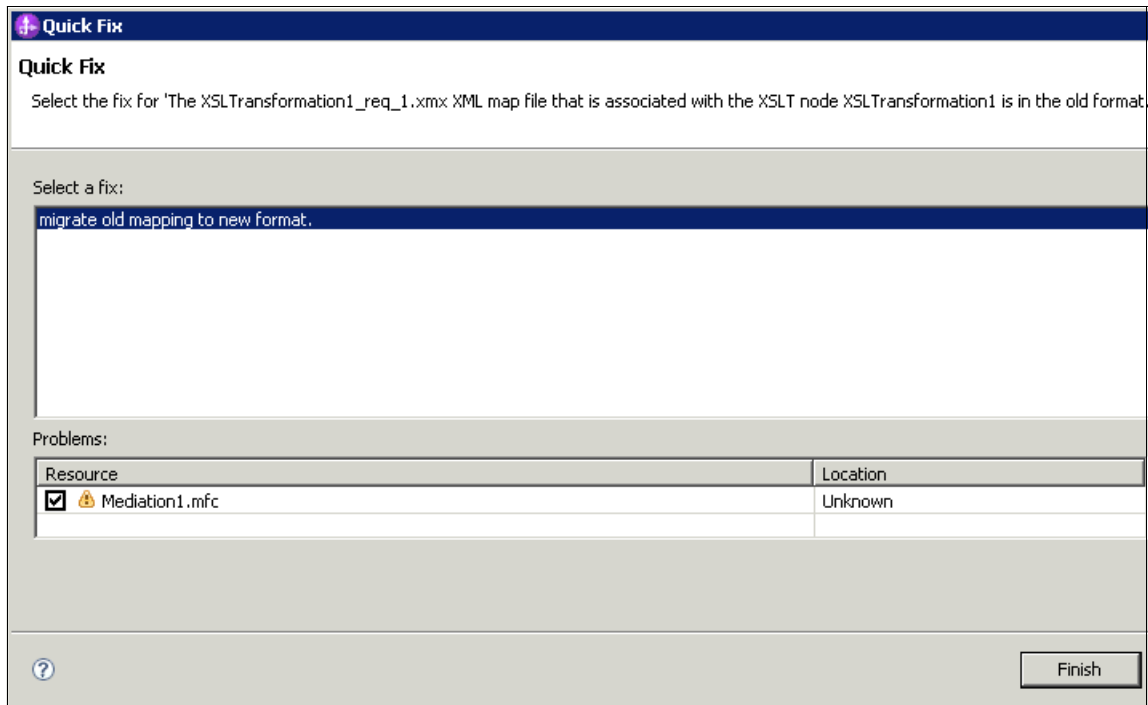 Quick Fix
Quick Fix
Select the fix for 'The XSLTransformation1_req_1.xmx XML map file that is associated with the XSLT node XSLTransformation1 is in the old format.
Select a fix:
migrate old mapping to new format.
Problems:
Resource Location
Mediation1.mfc Unknown
?
Finish